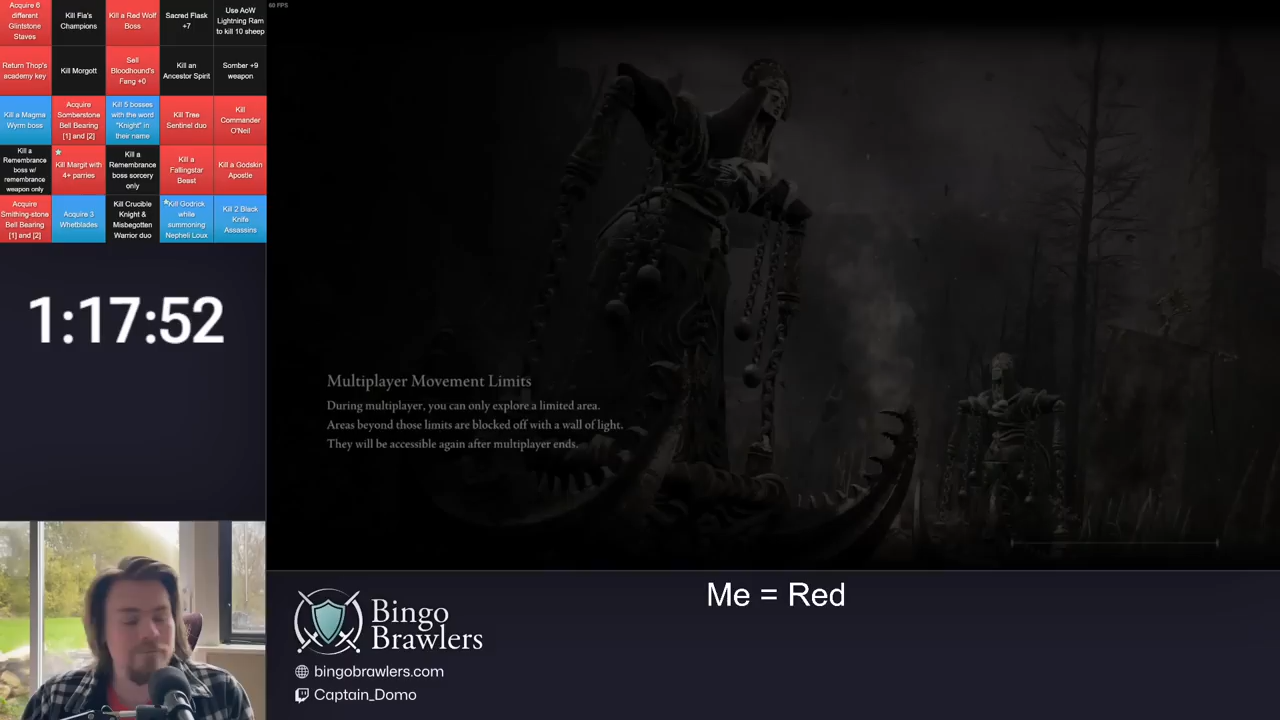 60 FPS
Acquire 6
different
Glintstone
Staves
Kill Fia's
Champions
Kill a Red Wolf
Boss
Sacred Flask
+7
Use AoW
Lightning Ram
to kill 10 sheep
Return Thop's
academy key
Kill Morgott
Sell
Bloodhound's
Fang +0
Kill an
Ancestor Spirit
Somber +9
weapon
Kill a Magma
Wyrm boss
Acquire
Somberstone
Bell Bearing
[1] and [2]
Kill 5 bosses
with the word
"Knight" in
their name
Kill Tree
Sentinel duo
Kill
Commander
O'Neil
Kill a
Remembrance
boss w/
remembrance
weapon only
Kill Margit with
4+ parries
Kill a
Remembrance
boss sorcery
only
Kill a
Fallingstar
Beast
Kill a Godskin
Apostle
Acquire
Smithing-stone
Bell Bearing
[1] and [2]
Acquire 3
Whetblades
Kill Crucible
Knight &
Misbegotten
Warrior duo
Kill Godrick
while
summoning
Nepheli Loux
Kill 2 Black
Knife
Assassins
1:17:52
Multiplayer Movement Limits
During multiplayer, you can only explore a limited area.
Areas beyond those limits are blocked off with a wall of light.
They will be accessible again after multiplayer ends.
Me = Red
Bingo
Brawlers
bingobrawlers.com
Captain_Domo